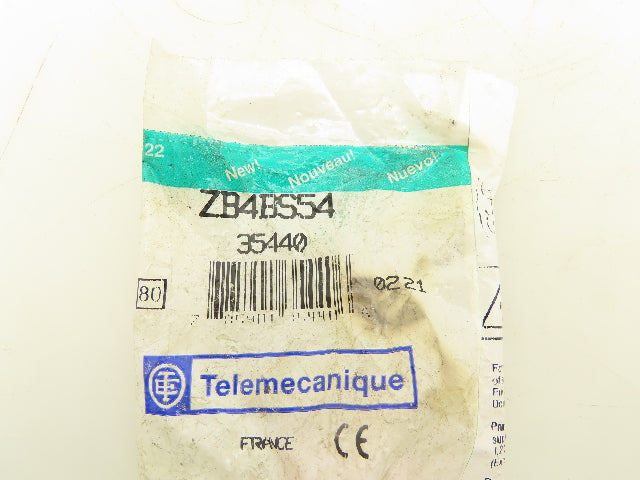 22
New! Nouveau! Nuevo!
ZB4BS54
35440
80
0221
Telemecanique
FRANCE CE